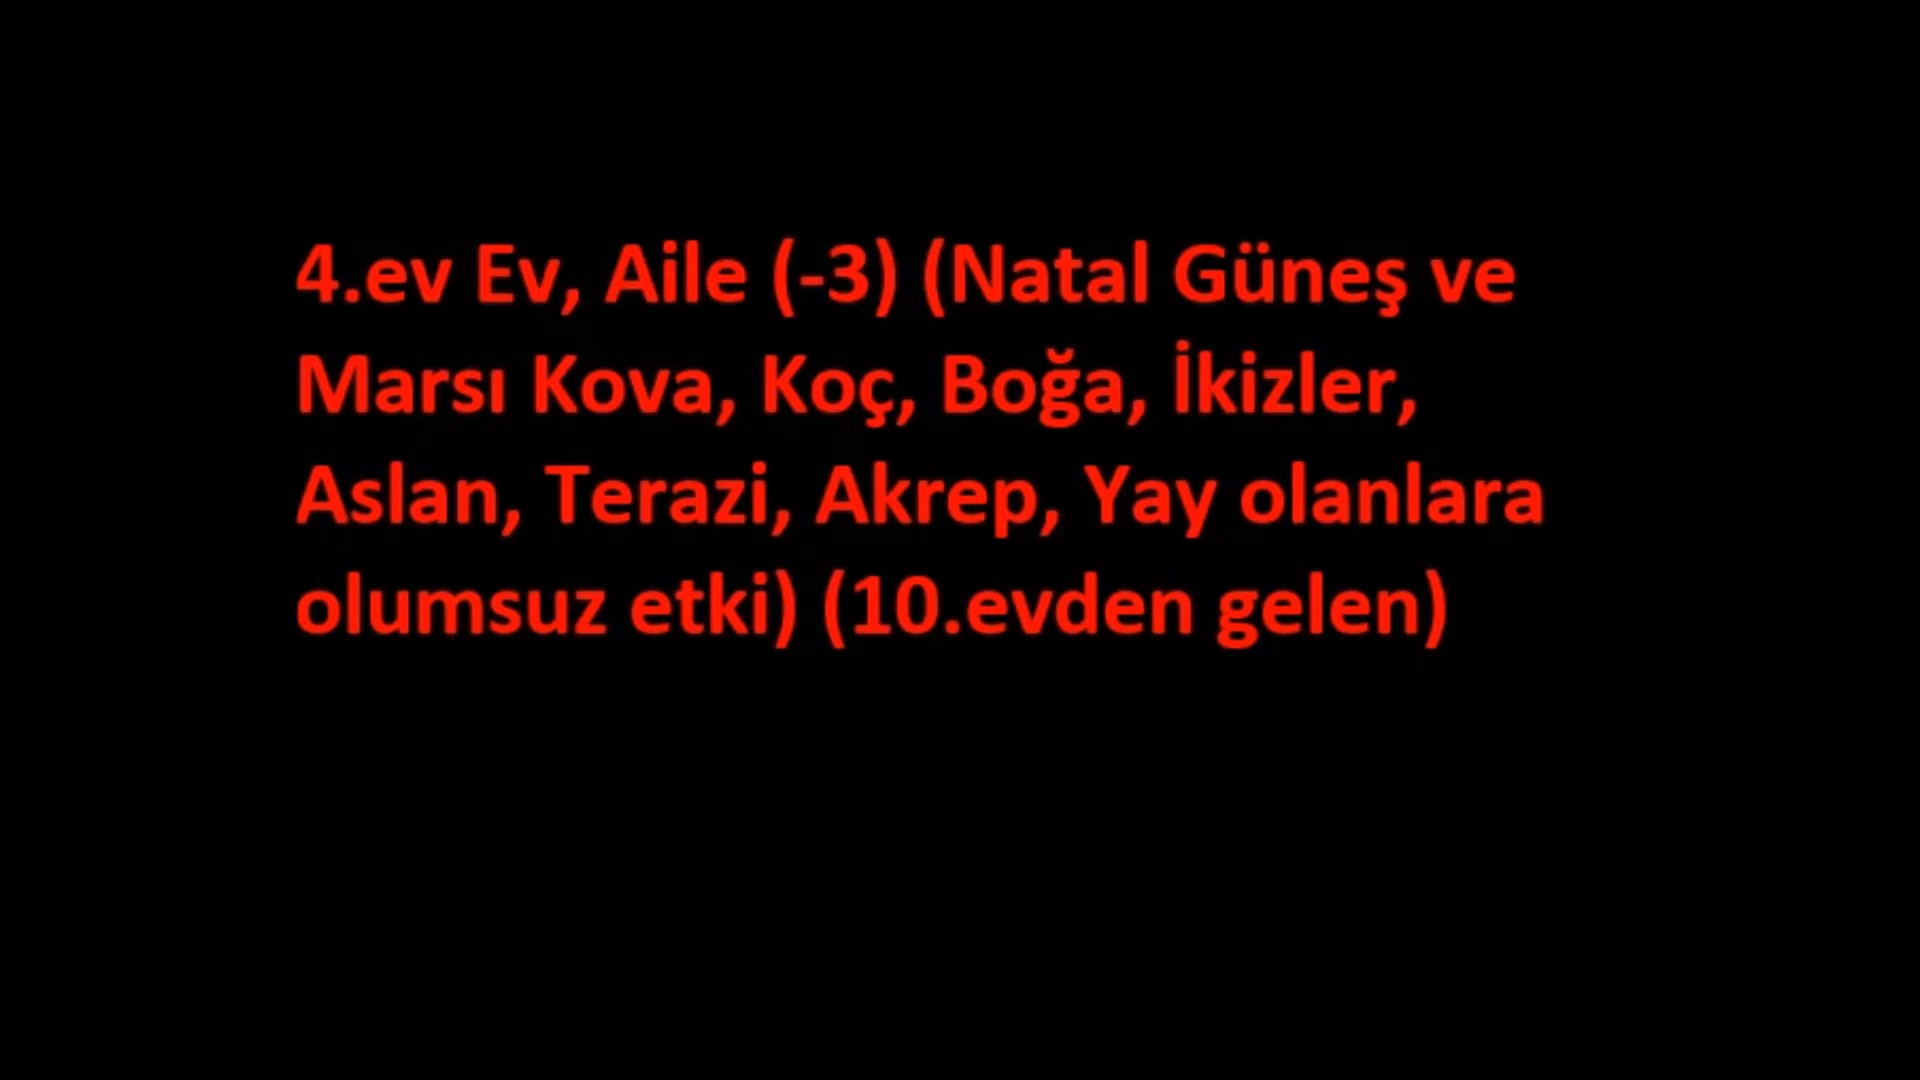 4.ev Ev, Aile (-3) (Natal Güneş ve
Marsı Kova, Koç, Boğa, İkizler,
Aslan, Terazi, Akrep, Yay olanlara
olumsuz etki) (10.evden gelen)